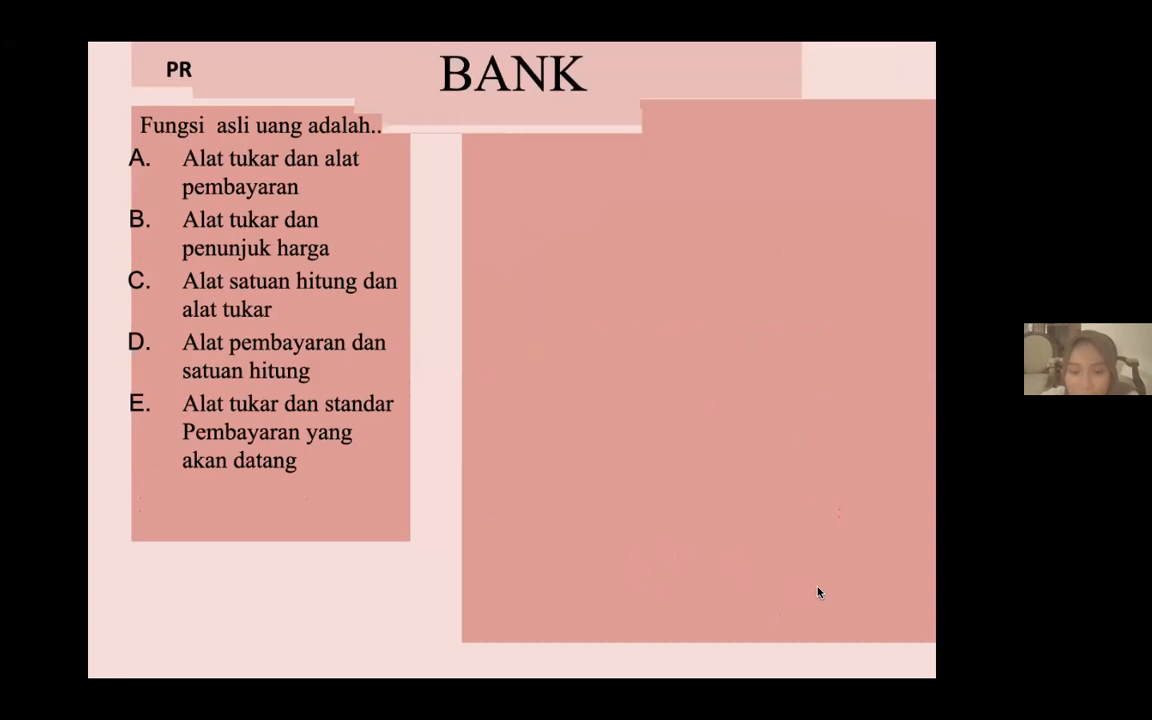 PR
BANK
Fungsi asli uang adalah..
A. Alat tukar dan alat
pembayaran
B. Alat tukar dan
penunjuk harga
C. Alat satuan hitung dan
alat tukar
D. Alat pembayaran dan
satuan hitung
E. Alat tukar dan standar
Pembayaran yang
akan datang